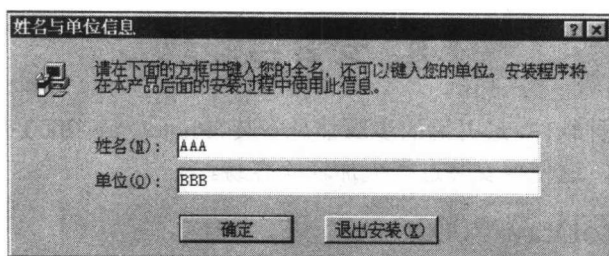 姓名与单位信息
请在下面的方框中键入您的全名，还可以键入您的单位。安装程序将
在本产品后面的安装过程中使用此信息。
姓名(N)： AAA
单位(O)： BBB
确定 退出安装(X)